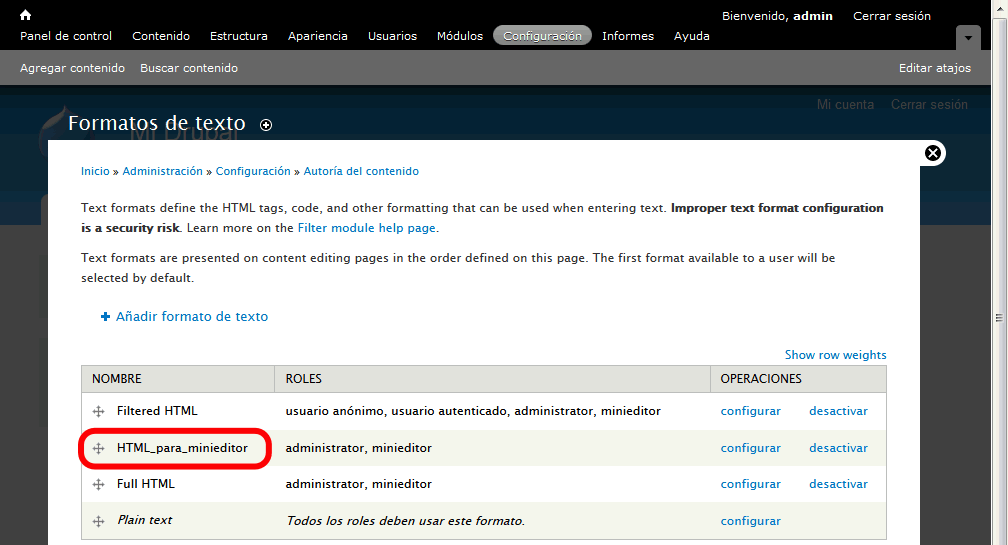 Bienvenido, admin Cerrar sesión
Panel de control Contenido Estructura Apariencia Usuarios Módulos Configuración Informes Ayuda
Agregar contenido Buscar contenido Editar atajos
Mi cuenta Cerrar sesión
Mi Drupal
Formatos de texto
Inicio » Administración » Configuración » Autoría del contenido
Text formats define the HTML tags, code, and other formatting that can be used when entering text. Improper text format configuration
is a security risk. Learn more on the Filter module help page.
Text formats are presented on content editing pages in the order defined on this page. The first format available to a user will be
selected by default.
Añadir formato de texto
Show row weights
NOMBRE ROLES OPERACIONES
Filtered HTML usuario anónimo, usuario autenticado, administrator, minieditor configurar desactivar
HTML_para_minieditor administrator, minieditor configurar desactivar
Full HTML administrator, minieditor configurar desactivar
Plain text Todos los roles deben usar este formato. configurar